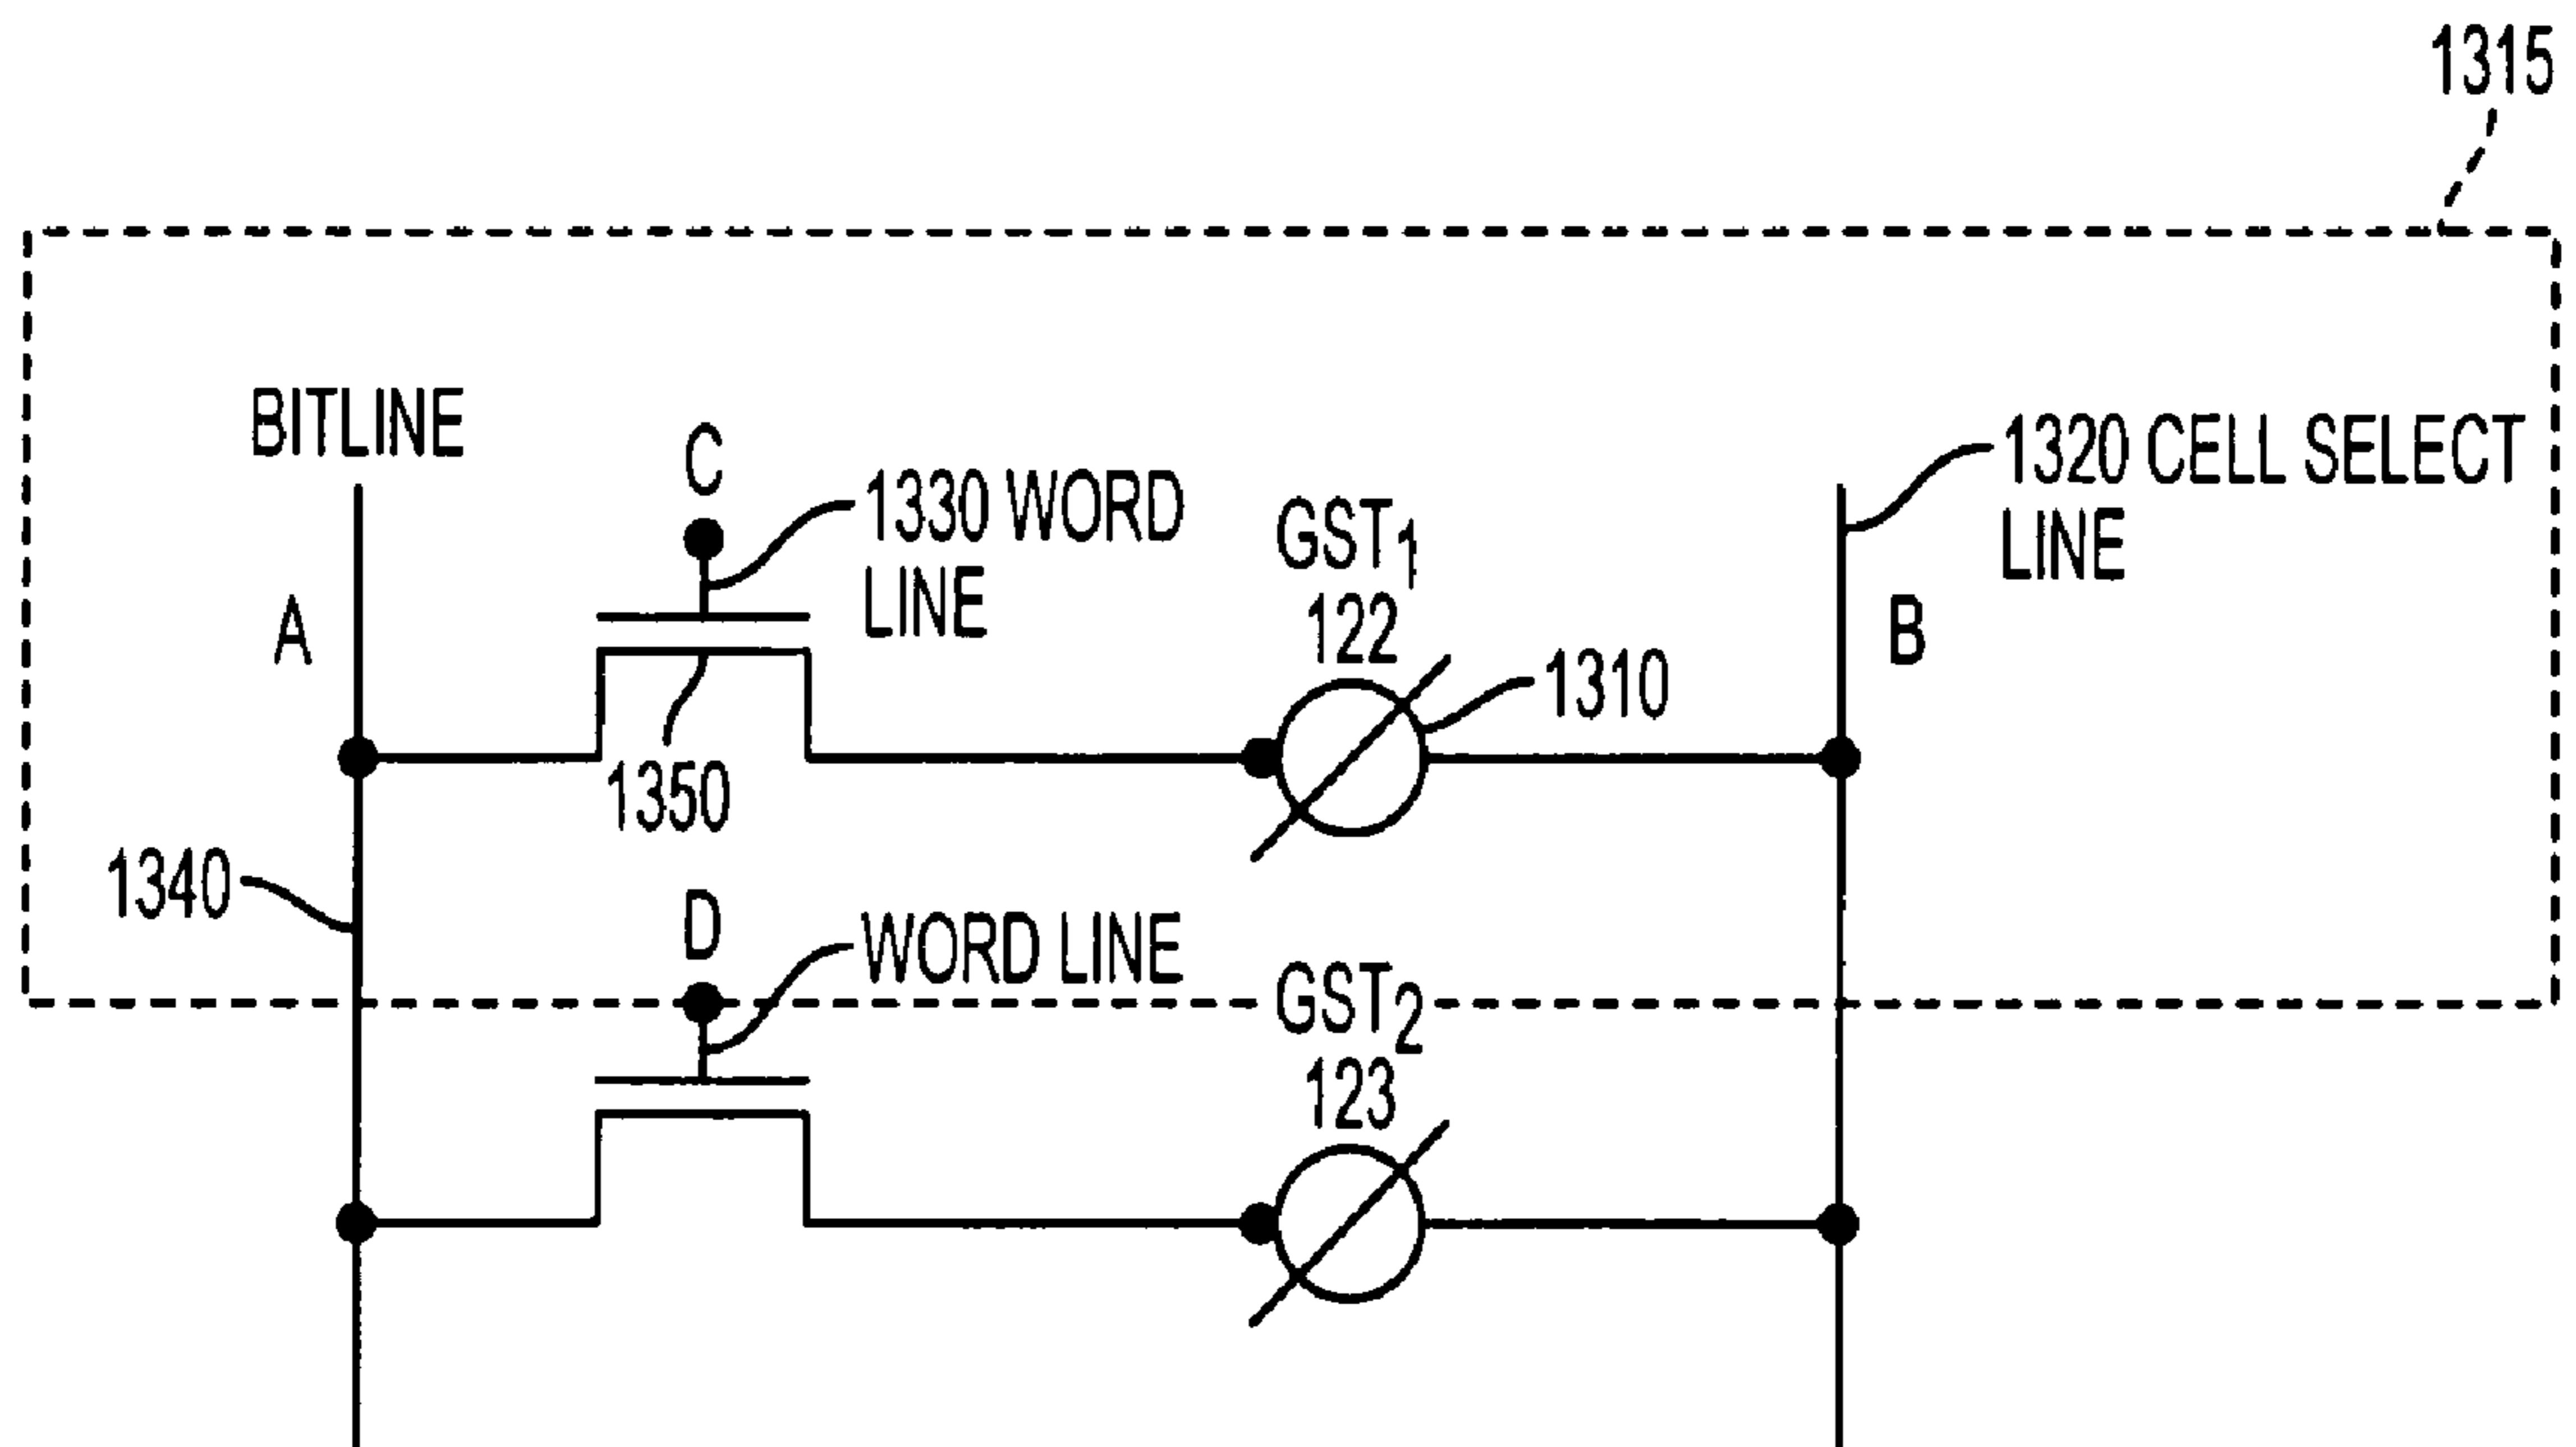 1315
BITLINE
C
1330 WORD
LINE
GST1
122
1320 CELL SELECT
LINE
A
B
1310
1350
1340
D
WORD LINE
GST2
123